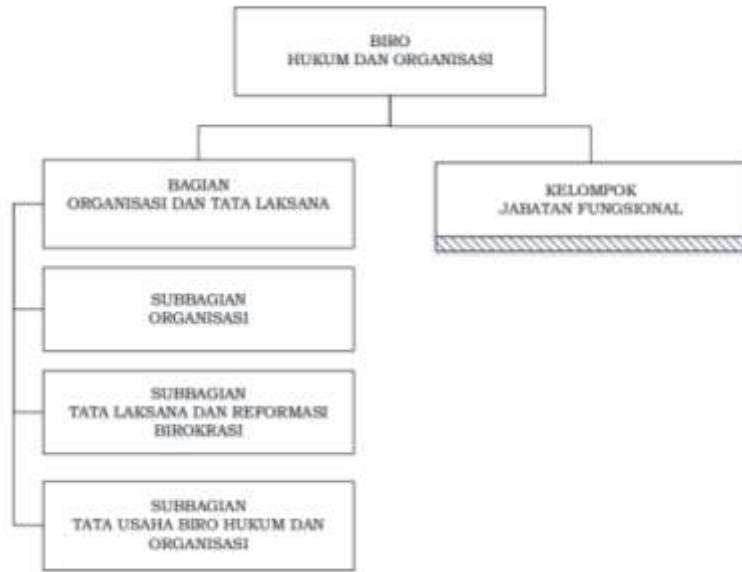 BIRO
HUKUM DAN ORGANISASI
BAGIAN
ORGANISASI DAN TATA LAKSANA
KELOMPOK
JABATAN FUNGSIONAL
SUBBAGIAN
ORGANISASI
SUBBAGIAN
TATA LAKSANA DAN REFORMASI
BIROKRASI
SUBBAGIAN
TATA USAHA BIRO HUKUM DAN
ORGANISASI